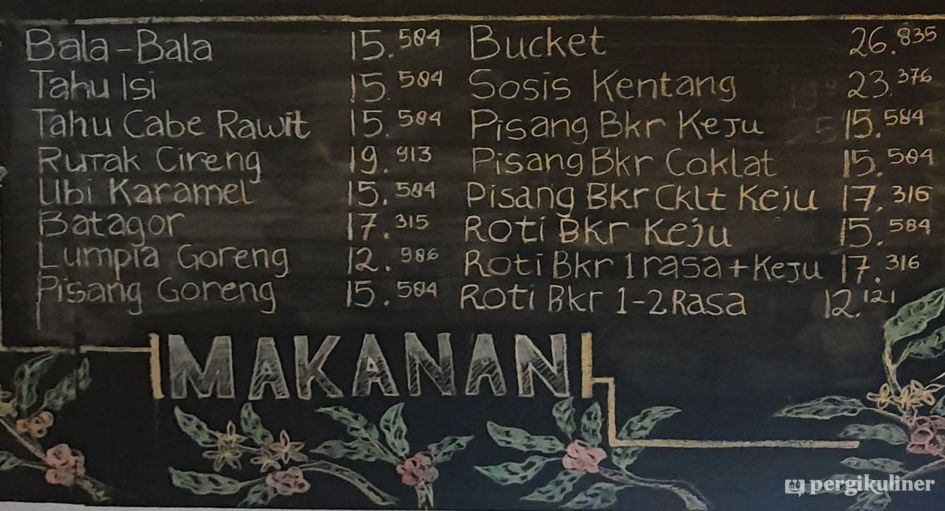 Bala-Bala 15.584
Tahu Isi 15.584
Tahu Cabe Rawit 15.584
Rujak Cireng 19.913
Ubi Karamel 15.584
Batagor 17.315
Lumpia Goreng 12.986
Pisang Goreng 15.584
Bucket 26.835
Sosis Kentang 23.376
Pisang Bkr Keju 15.584
Pisang Bkr Coklat 15.584
Pisang Bkr Cklt Keju 17.316
Roti Bkr Keju 15.584
Roti Bkr 1 rasa + Keju 17.316
Roti Bkr 1-2 Rasa 12.121
MAKANAN
pergikuliner